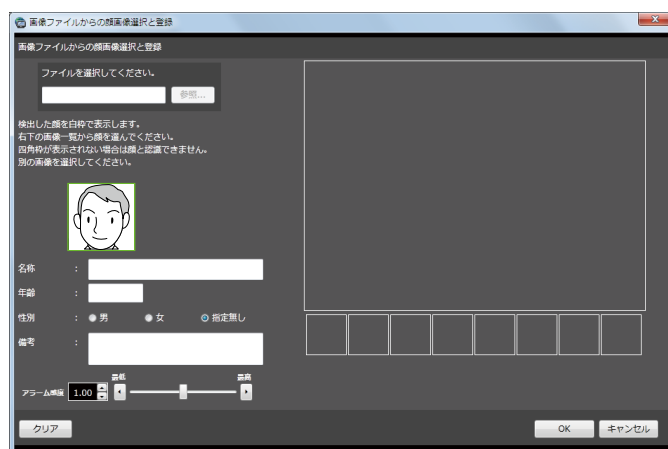 画像ファイルからの顔画像選択と登録
画像ファイルからの顔画像選択と登録
ファイルを選択してください。
参照...
検出した顔を白枠で表示します。
右下の画像一覧から顔を選んでください。
四角枠が表示されない場合は顔と認識できません。
別の画像を選択してください。
名称 :
年齢 :
性別 : 男 女 指定無し
備考 :
最低 最高
アラーム感度 1.00
クリア OK キャンセル